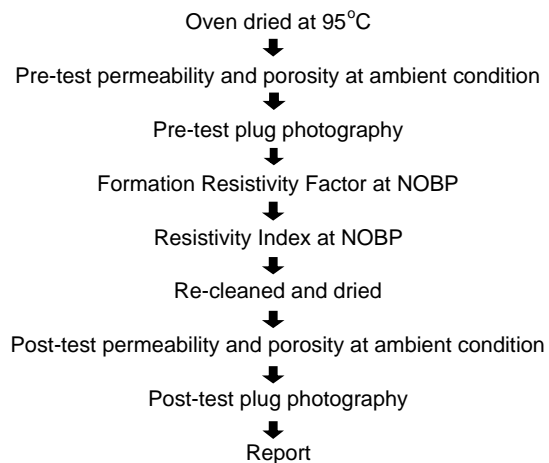 Oven dried at 95°C
Pre-test permeability and porosity at ambient condition
Pre-test plug photography
Formation Resistivity Factor at NOBP
Resistivity Index at NOBP
Re-cleaned and dried
Post-test permeability and porosity at ambient condition
Post-test plug photography
Report